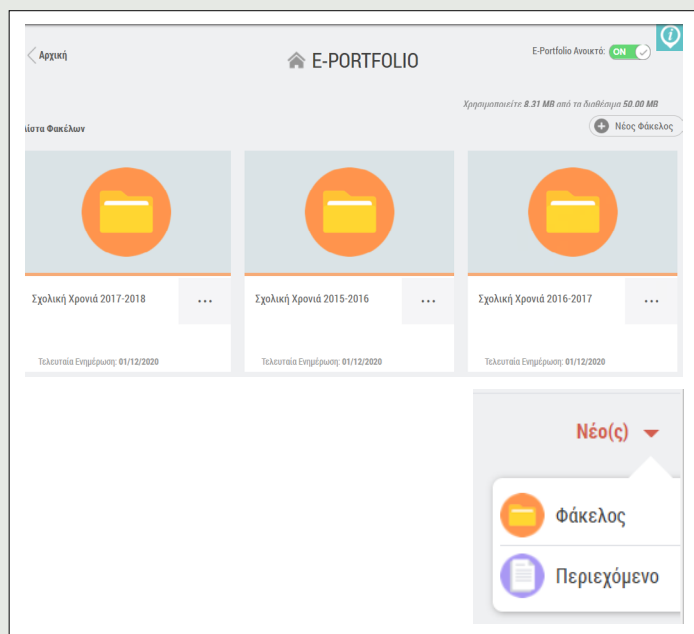 Αρχική
E-PORTFOLIO
E-Portfolio Ανοικτό: ON
Χρησιμοποιείτε 8.31 MB από τα διαθέσιμα 50.00 MB
λίστα Φακέλων
Νέος Φάκελος
Σχολική Χρονιά 2017-2018 ...
Σχολική Χρονιά 2015-2016 ...
Σχολική Χρονιά 2016-2017 ...
Τελευταία Ενημέρωση: 01/12/2020
Τελευταία Ενημέρωση: 01/12/2020
Τελευταία Ενημέρωση: 01/12/2020
Νέο(ς)
Φάκελος
Περιεχόμενο